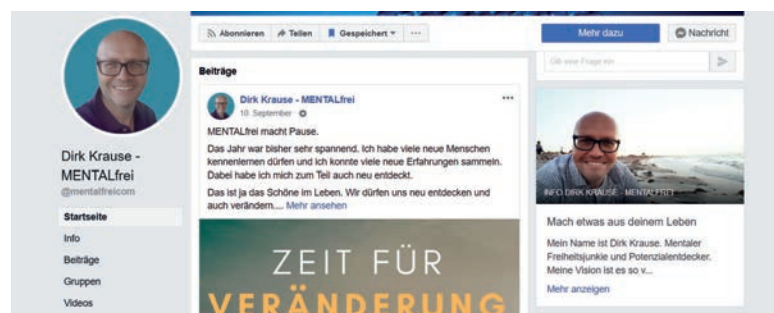 Abonnieren
Teilen
Gespeichert
Mehr dazu
Nachricht
Gib eine Frage ein
Beiträge
Dirk Krause - MENTALfrei
10. September
MENTALfrei macht Pause.
Das Jahr war bisher sehr spannend. Ich habe viele neue Menschen
kennenlernen dürfen und ich konnte viele neue Erfahrungen sammeln.
Dabei habe ich mich zum Teil auch neu entdeckt.
Das ist ja das Schöne im Leben. Wir dürfen uns neu entdecken und
auch verändern.... Mehr ansehen
ZEIT FÜR
VERÄNDERUNG
Dirk Krause -
MENTALfrei
@mentalfreicom
Startseite
Info
Beiträge
Gruppen
Videos
INFO DIRK KRAUSE - MENTALFREI
Mach etwas aus deinem Leben
Mein Name ist Dirk Krause. Mentaler
Freiheitsjunkie und Potenzialentdecker.
Meine Vision ist es so v...
Mehr anzeigen